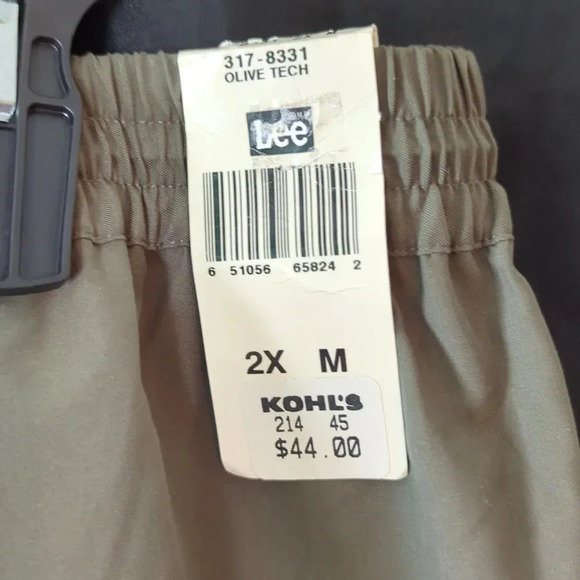 317-8331
OLIVE TECH
Lee
6 51056 65824 2
2X M
KOHL'S
214 45
$44.00